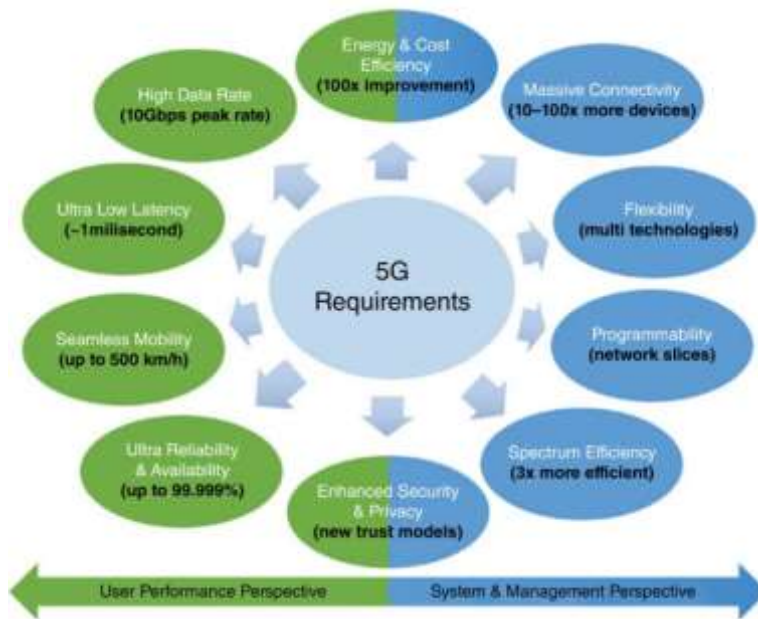 Energy & Cost
Efficiency
(100x improvement)
High Data Rate
(10Gbps peak rate)
Massive Connectivity
(10–100x more devices)
Ultra Low Latency
(~1milisecond)
Flexibility
(multi technologies)
5G
Requirements
Seamless Mobility
(up to 500 km/h)
Programmability
(network slices)
Ultra Reliability
& Availability
(up to 99.999%)
Spectrum Efficiency
(3x more efficient)
Enhanced Security
& Privacy
(new trust models)
User Performance Perspective
System & Management Perspective